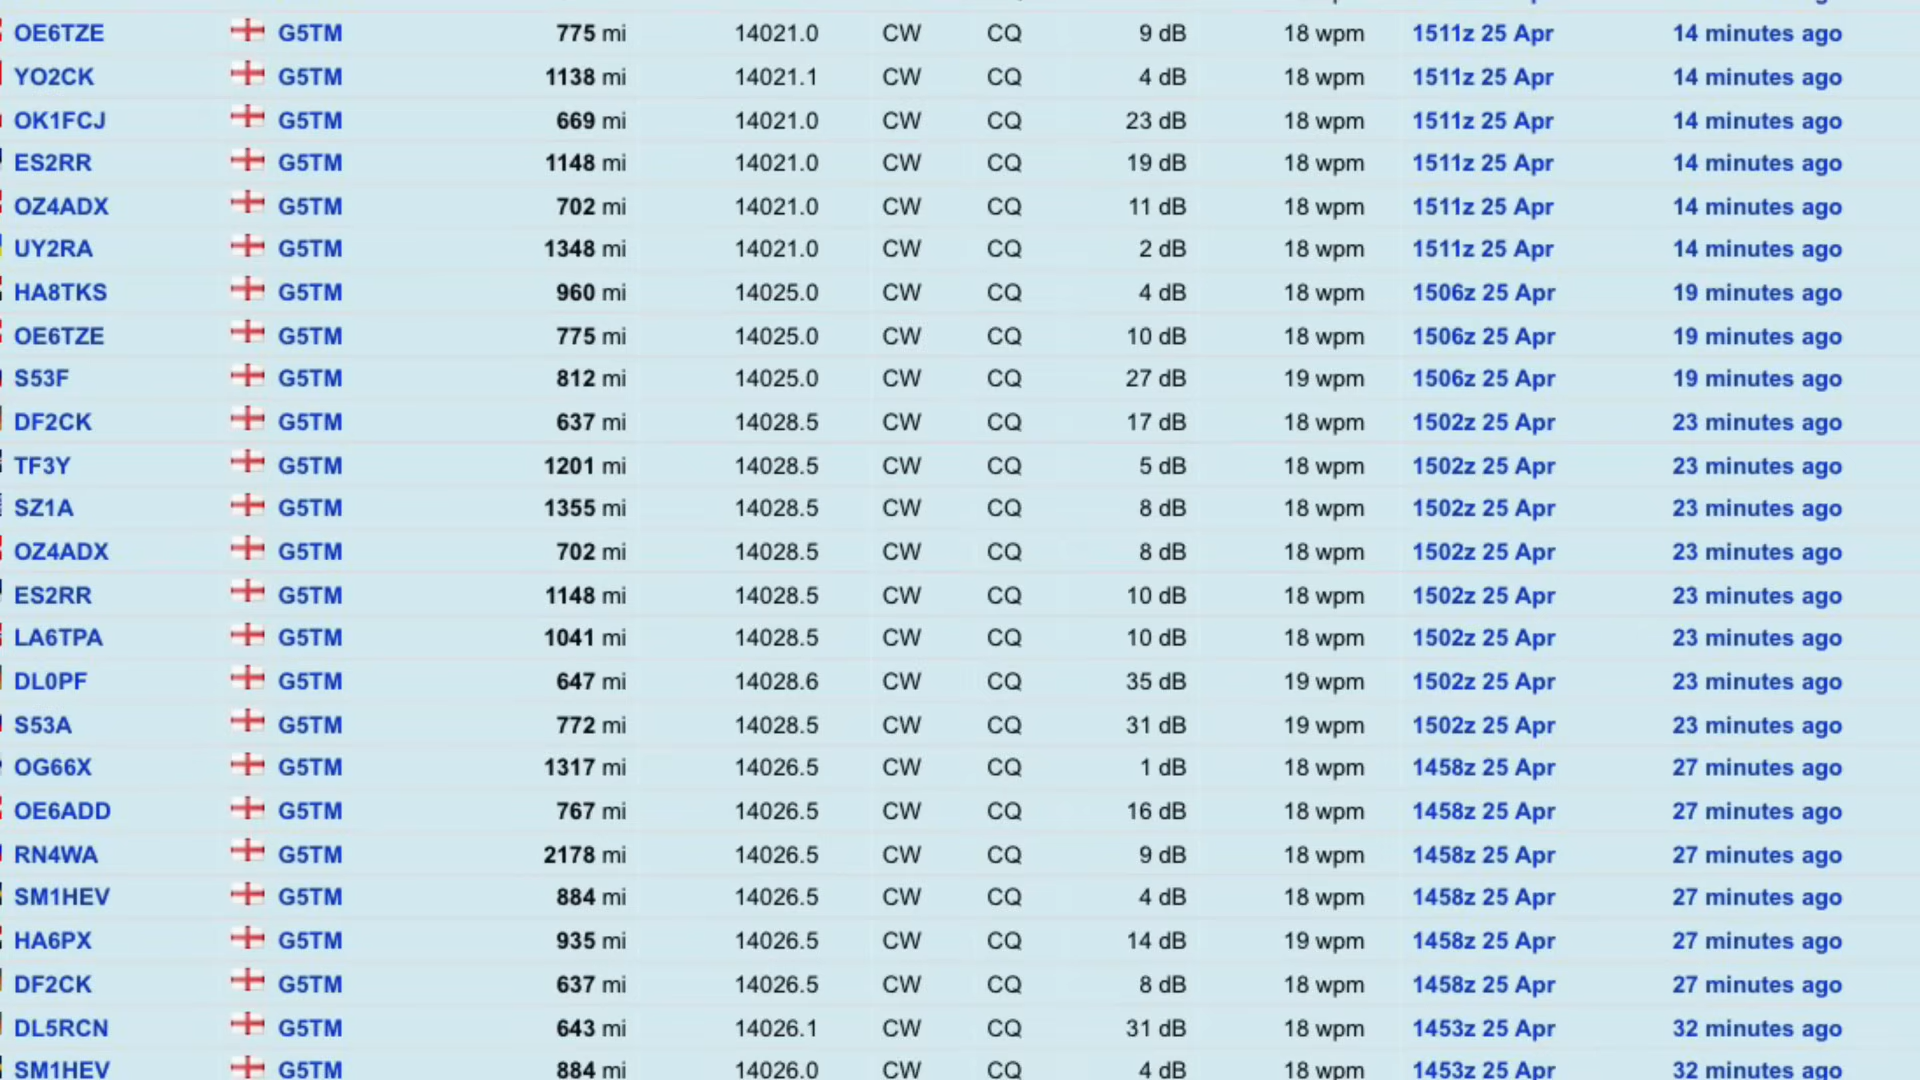 OE6TZE G5TM 775 mi 14021.0 CW CQ 9 dB 18 wpm 1511z 25 Apr 14 minutes ago
YO2CK G5TM 1138 mi 14021.1 CW CQ 4 dB 18 wpm 1511z 25 Apr 14 minutes ago
OK1FCJ G5TM 669 mi 14021.0 CW CQ 23 dB 18 wpm 1511z 25 Apr 14 minutes ago
ES2RR G5TM 1148 mi 14021.0 CW CQ 19 dB 18 wpm 1511z 25 Apr 14 minutes ago
OZ4ADX G5TM 702 mi 14021.0 CW CQ 11 dB 18 wpm 1511z 25 Apr 14 minutes ago
UY2RA G5TM 1348 mi 14021.0 CW CQ 2 dB 18 wpm 1511z 25 Apr 14 minutes ago
HA8TKS G5TM 960 mi 14025.0 CW CQ 4 dB 18 wpm 1506z 25 Apr 19 minutes ago
OE6TZE G5TM 775 mi 14025.0 CW CQ 10 dB 18 wpm 1506z 25 Apr 19 minutes ago
S53F G5TM 812 mi 14025.0 CW CQ 27 dB 19 wpm 1506z 25 Apr 19 minutes ago
DF2CK G5TM 637 mi 14028.5 CW CQ 17 dB 18 wpm 1502z 25 Apr 23 minutes ago
TF3Y G5TM 1201 mi 14028.5 CW CQ 5 dB 18 wpm 1502z 25 Apr 23 minutes ago
SZ1A G5TM 1355 mi 14028.5 CW CQ 8 dB 18 wpm 1502z 25 Apr 23 minutes ago
OZ4ADX G5TM 702 mi 14028.5 CW CQ 8 dB 18 wpm 1502z 25 Apr 23 minutes ago
ES2RR G5TM 1148 mi 14028.5 CW CQ 10 dB 18 wpm 1502z 25 Apr 23 minutes ago
LA6TPA G5TM 1041 mi 14028.5 CW CQ 10 dB 18 wpm 1502z 25 Apr 23 minutes ago
DL0PF G5TM 647 mi 14028.6 CW CQ 35 dB 19 wpm 1502z 25 Apr 23 minutes ago
S53A G5TM 772 mi 14028.5 CW CQ 31 dB 19 wpm 1502z 25 Apr 23 minutes ago
OG66X G5TM 1317 mi 14026.5 CW CQ 1 dB 18 wpm 1458z 25 Apr 27 minutes ago
OE6ADD G5TM 767 mi 14026.5 CW CQ 16 dB 18 wpm 1458z 25 Apr 27 minutes ago
RN4WA G5TM 2178 mi 14026.5 CW CQ 9 dB 18 wpm 1458z 25 Apr 27 minutes ago
SM1HEV G5TM 884 mi 14026.5 CW CQ 4 dB 18 wpm 1458z 25 Apr 27 minutes ago
HA6PX G5TM 935 mi 14026.5 CW CQ 14 dB 19 wpm 1458z 25 Apr 27 minutes ago
DF2CK G5TM 637 mi 14026.5 CW CQ 8 dB 18 wpm 1458z 25 Apr 27 minutes ago
DL5RCN G5TM 643 mi 14026.1 CW CQ 31 dB 18 wpm 1453z 25 Apr 32 minutes ago
SM1HEV G5TM 884 mi 14026.0 CW CQ 4 dB 18 wpm 1453z 25 Apr 32 minutes ago